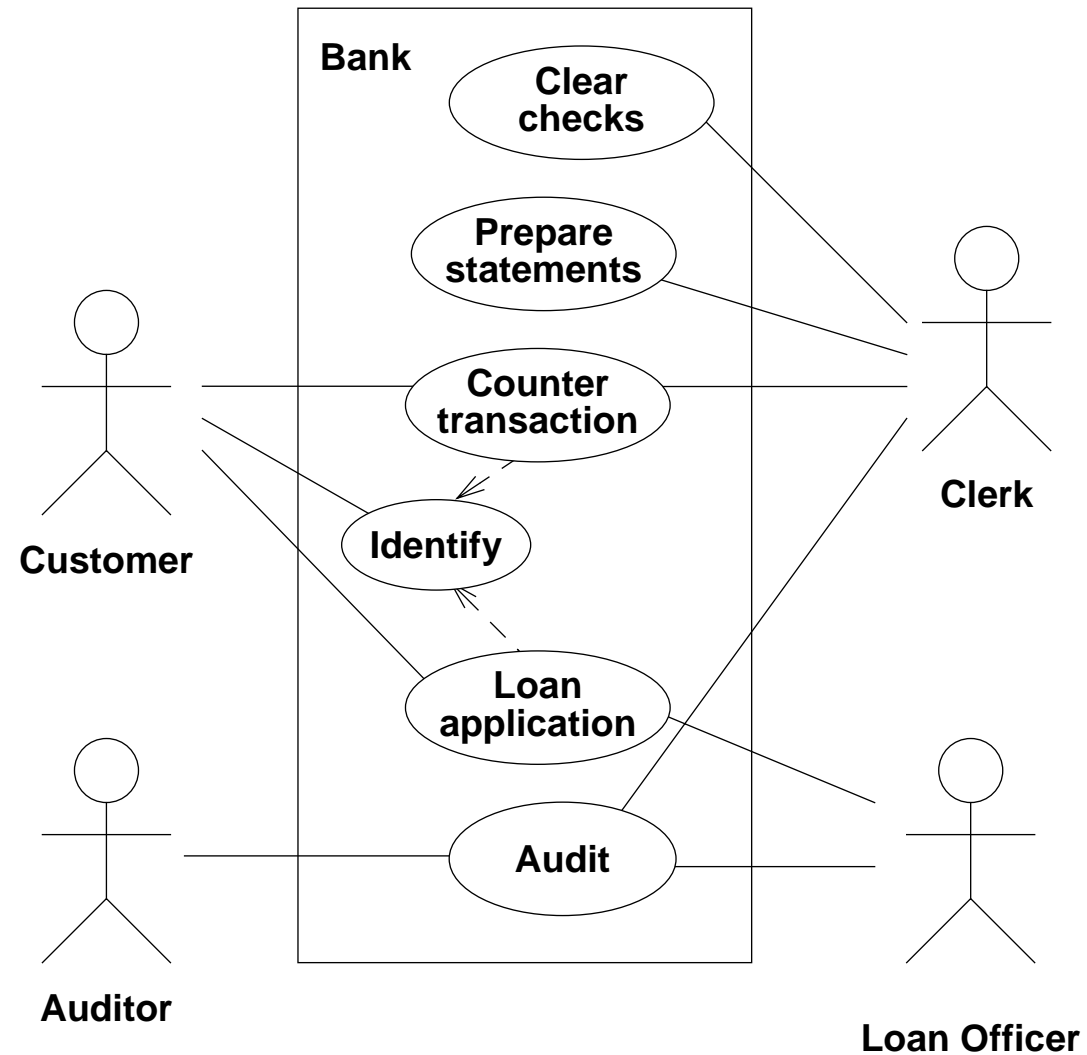 Bank
Clear
checks
Prepare
statements
Counter
transaction
Clerk
Identify
Customer
Loan
application
Audit
Auditor
Loan Officer